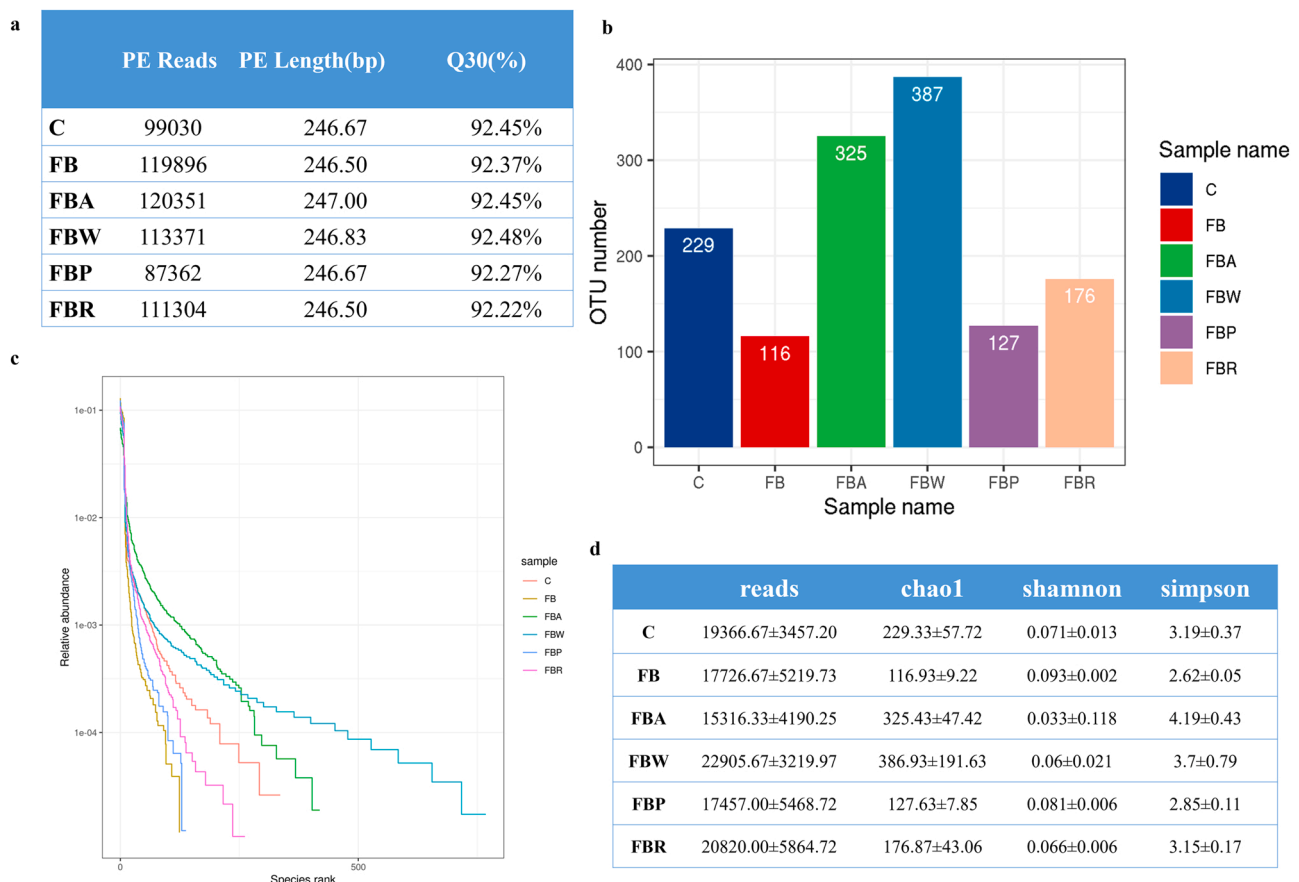 a
PE Reads PE Length(bp) Q30(%)
C 99030 246.67 92.45%
FB 119896 246.50 92.37%
FBA 120351 247.00 92.45%
FBW 113371 246.83 92.48%
FBP 87362 246.67 92.27%
FBR 111304 246.50 92.22%
b
OTU number
400
300
200
100
0
229
116
325
387
127
176
C FB FBA FBW FBP FBR
Sample name
Sample name
C
FB
FBA
FBW
FBP
FBR
c
Relative abundance
1e-01
1e-02
1e-03
1e-04
0 500
Species rank
sample
C
FB
FBA
FBW
FBP
FBR
d
reads chao1 shamnon simpson
C 19366.67±3457.20 229.33±57.72 0.071±0.013 3.19±0.37
FB 17726.67±5219.73 116.93±9.22 0.093±0.002 2.62±0.05
FBA 15316.33±4190.25 325.43±47.42 0.033±0.118 4.19±0.43
FBW 22905.67±3219.97 386.93±191.63 0.06±0.021 3.7±0.79
FBP 17457.00±5468.72 127.63±7.85 0.081±0.006 2.85±0.11
FBR 20820.00±5864.72 176.87±43.06 0.066±0.006 3.15±0.17